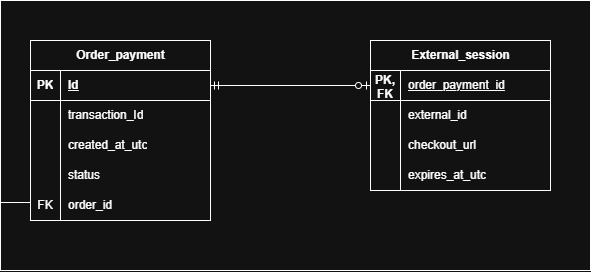 Order_payment
PK Id
transaction_Id
created_at_utc
status
FK order_id
External_session
PK, FK order_payment_id
external_id
checkout_url
expires_at_utc